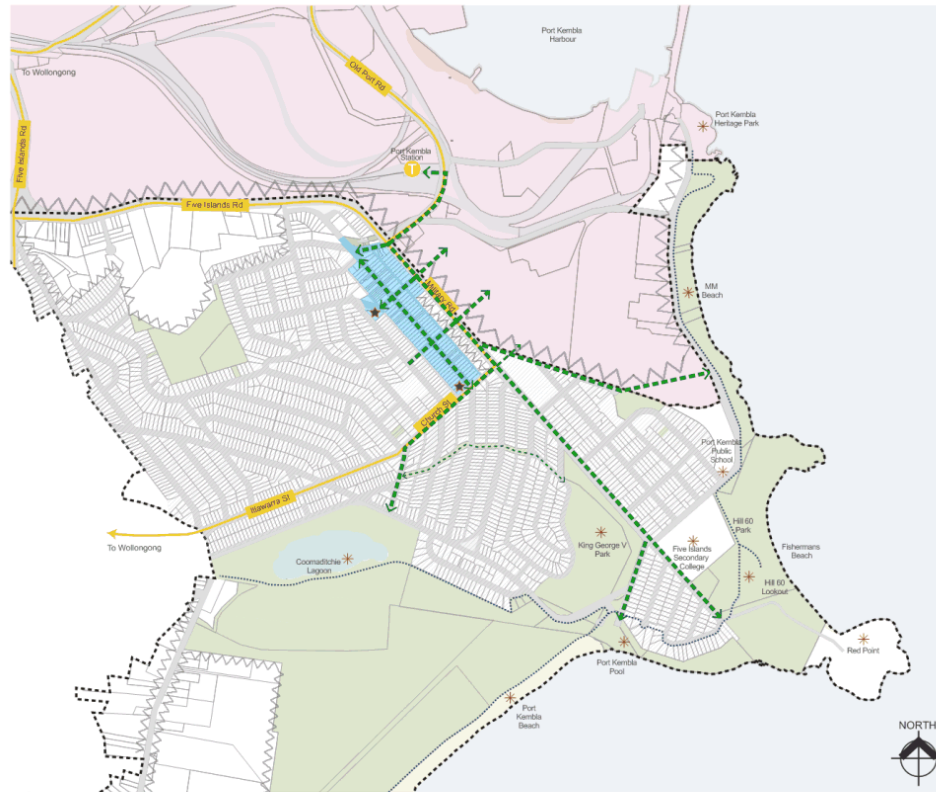 Port Kembla
Harbour
To Wollongong
Old Port Rd
Five Islands Rd
Port Kembla
Heritage Park
Port Kembla
Station
T
Five Islands Rd
Military Rd
MM
Beach
Church St
Port Kembla
Public
School
Illawarra St
To Wollongong
Hill 60
Park
King George V
Park
Five Islands
Secondary
College
Fishermans
Beach
Coomaditchie
Lagoon
Hill 60
Lookout
Red Point
Port Kembla
Pool
Port
Kembla
Beach
NORTH